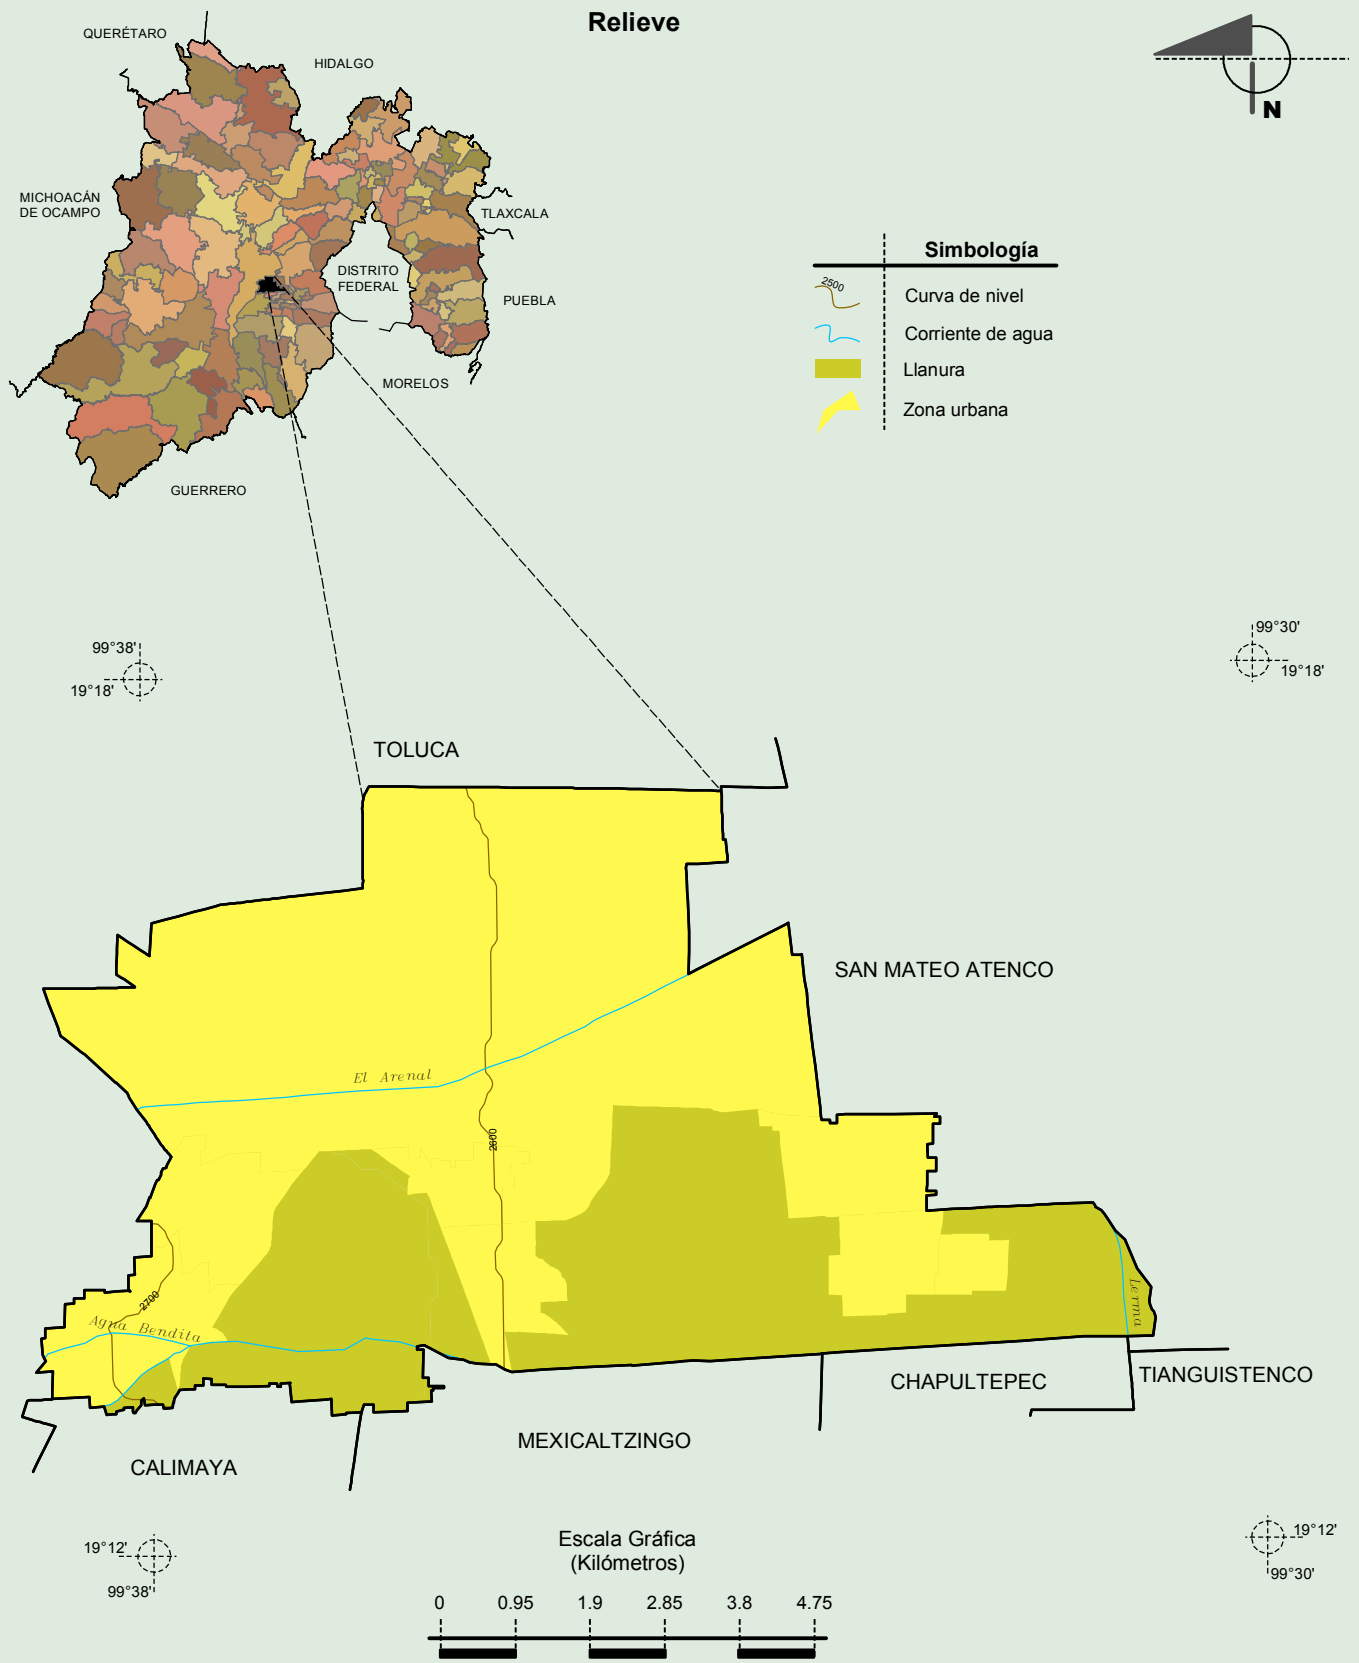 Relieve
QUERÉTARO
HIDALGO
MICHOACÁN
DE OCAMPO
TLAXCALA
DISTRITO
FEDERAL
PUEBLA
MORELOS
GUERRERO
N
Simbología
2500
Curva de nivel
Corriente de agua
Llanura
Zona urbana
99°38'
19°18'
99°30'
19°18'
TOLUCA
SAN MATEO ATENCO
El Arenal
2600
2700
Agua Bendita
Lerma
CHAPULTEPEC
TIANGUISTENCO
MEXICALTZINGO
CALIMAYA
19°12'
99°38'
19°12'
99°30'
Escala Gráfica
(Kilómetros)
0 0.95 1.9 2.85 3.8 4.75